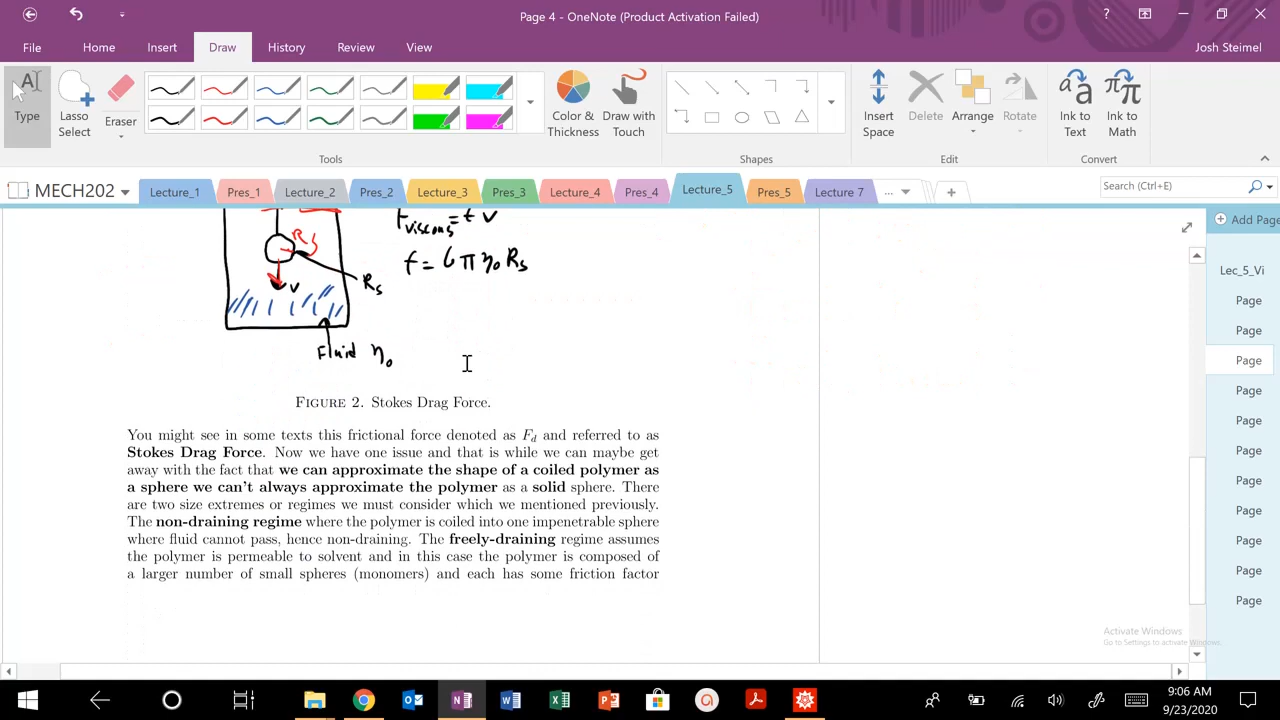 Page 4 - OneNote (Product Activation Failed)
?
File
Home
Insert
Draw
History
Review
View
Josh Steimel
Type
Lasso
Select
Eraser
Color &
Thickness
Draw with
Touch
Insert
Space
Delete
Arrange
Rotate
Ink to
Text
Ink to
Math
Tools
Shapes
Edit
Convert
MECH202
Lecture_1
Pres_1
Lecture_2
Pres_2
Lecture_3
Pres_3
Lecture_4
Pres_4
Lecture_5
Pres_5
Lecture 7
...
Search (Ctrl+E)
Add Page
Lec_5_Vi
Page
Page
Page
Page
Page
Page
Page
Page
Page
Page
Page
F viscous = f v
f = 6 π η₀ Rs
Rs
v
Rs
Fluid η₀
FIGURE 2. Stokes Drag Force.
You might see in some texts this frictional force denoted as F_d and referred to as
Stokes Drag Force. Now we have one issue and that is while we can maybe get
away with the fact that we can approximate the shape of a coiled polymer as
a sphere we can't always approximate the polymer as a solid sphere. There
are two size extremes or regimes we must consider which we mentioned previously.
The non-draining regime where the polymer is coiled into one impenetrable sphere
where fluid cannot pass, hence non-draining. The freely-draining regime assumes
the polymer is permeable to solvent and in this case the polymer is composed of
a larger number of small spheres (monomers) and each has some friction factor
Activate Windows
Go to Settings to activate Windows.
9:06 AM
9/23/2020